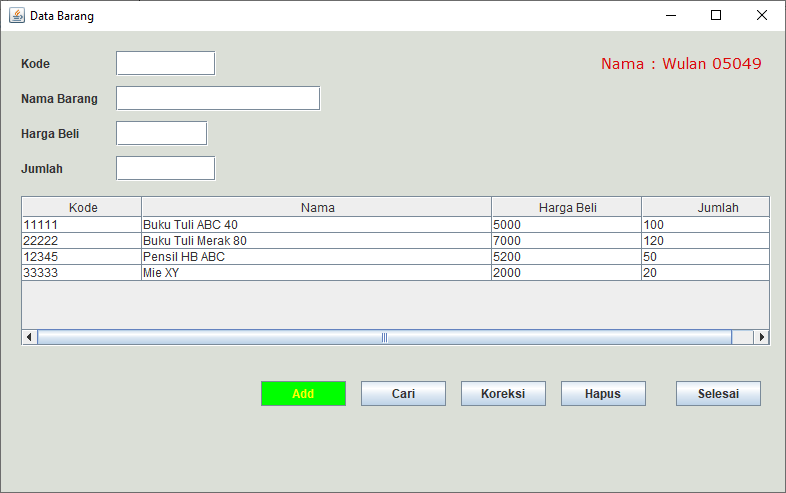 Data Barang
Kode
Nama : Wulan 05049
Nama Barang
Harga Beli
Jumlah
Kode Nama Harga Beli Jumlah
11111 Buku Tuli ABC 40 5000 100
22222 Buku Tuli Merak 80 7000 120
12345 Pensil HB ABC 5200 50
33333 Mie XY 2000 20
Add Cari Koreksi Hapus Selesai